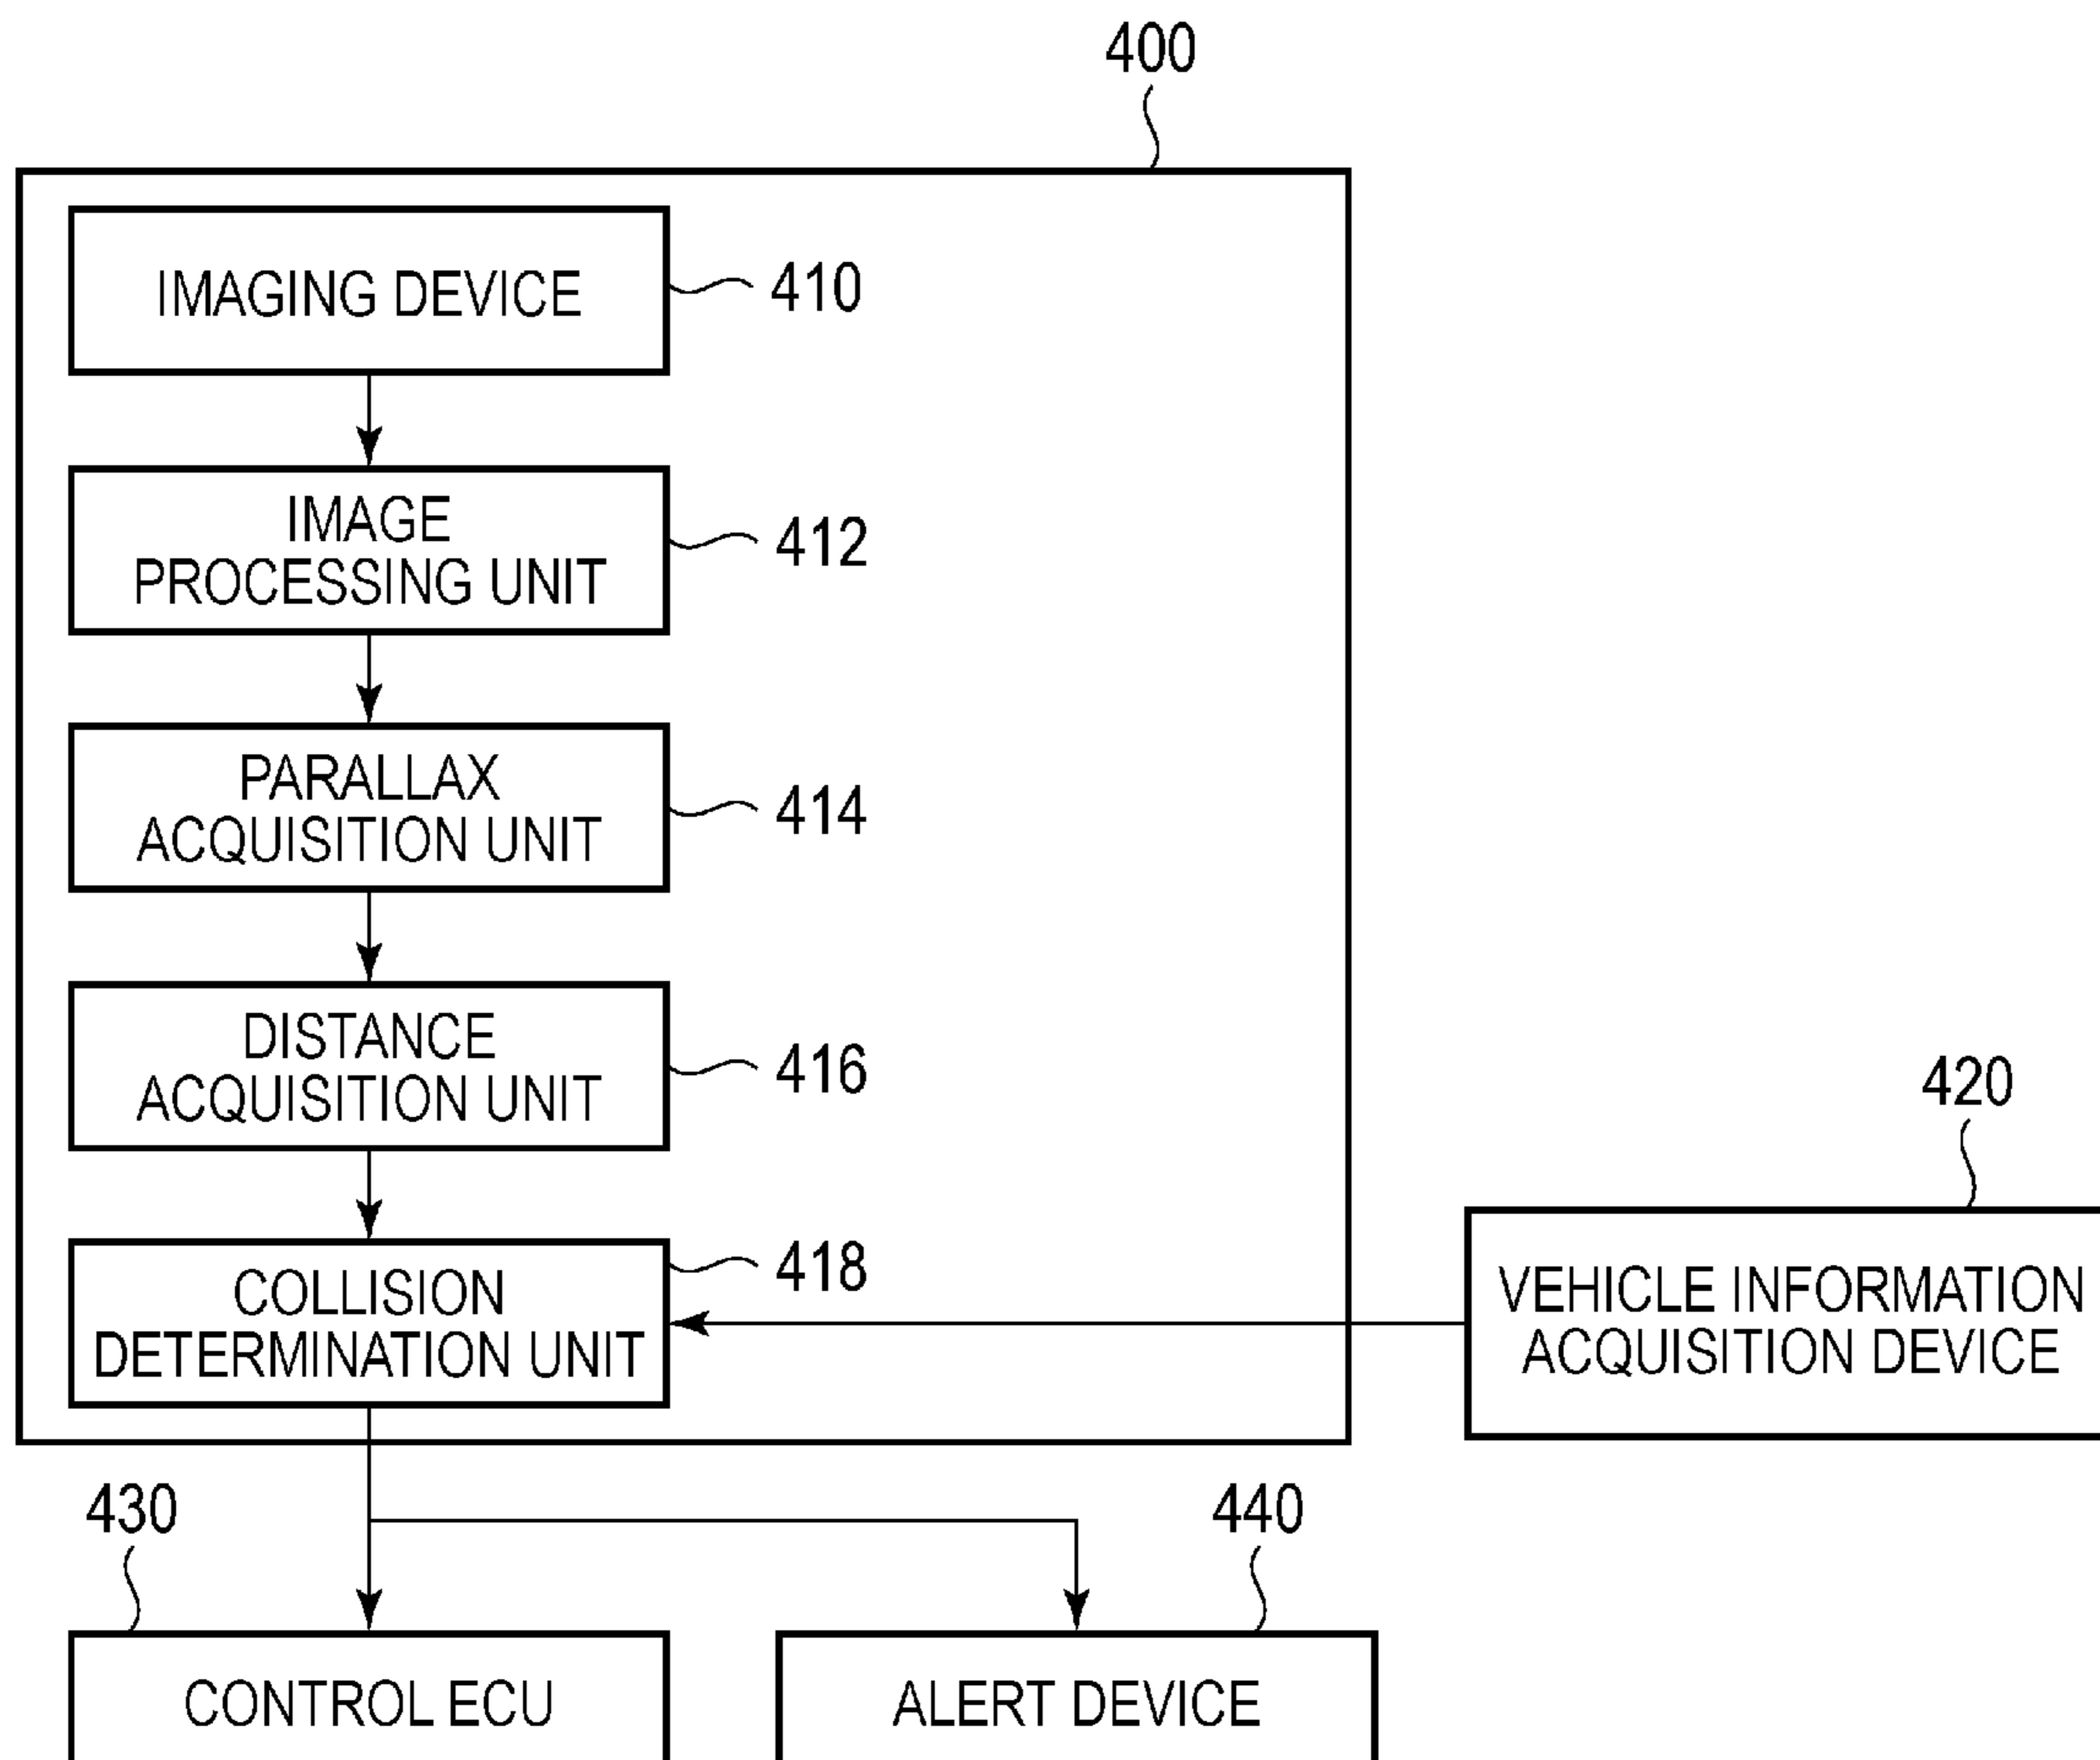 400
IMAGING DEVICE
410
IMAGE
PROCESSING UNIT
412
PARALLAX
ACQUISITION UNIT
414
DISTANCE
ACQUISITION UNIT
416
COLLISION
DETERMINATION UNIT
418
420
VEHICLE INFORMATION
ACQUISITION DEVICE
430
CONTROL ECU
440
ALERT DEVICE